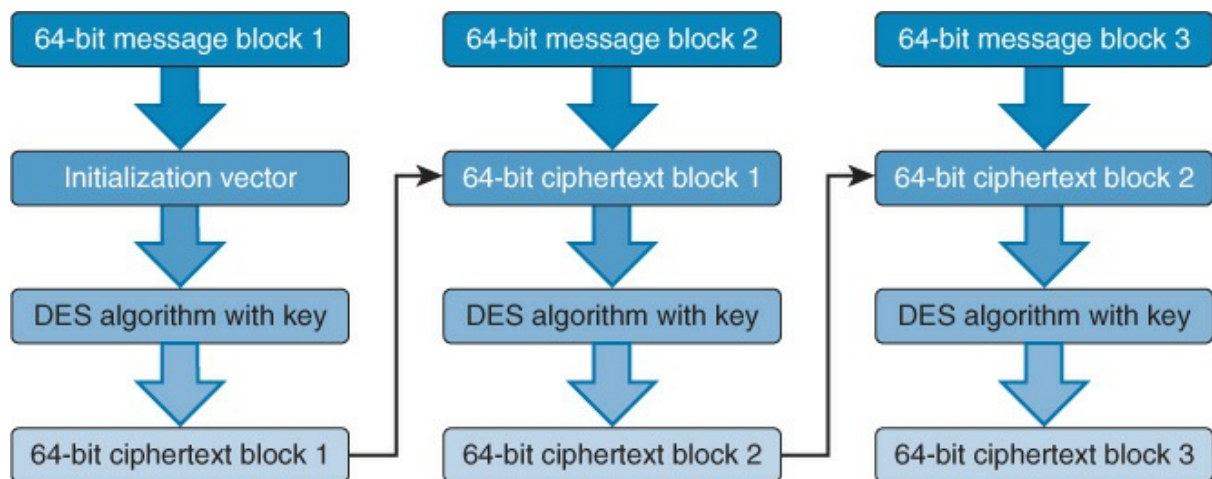 64-bit message block 1
64-bit message block 2
64-bit message block 3
Initialization vector
64-bit ciphertext block 1
64-bit ciphertext block 2
DES algorithm with key
DES algorithm with key
DES algorithm with key
64-bit ciphertext block 1
64-bit ciphertext block 2
64-bit ciphertext block 3